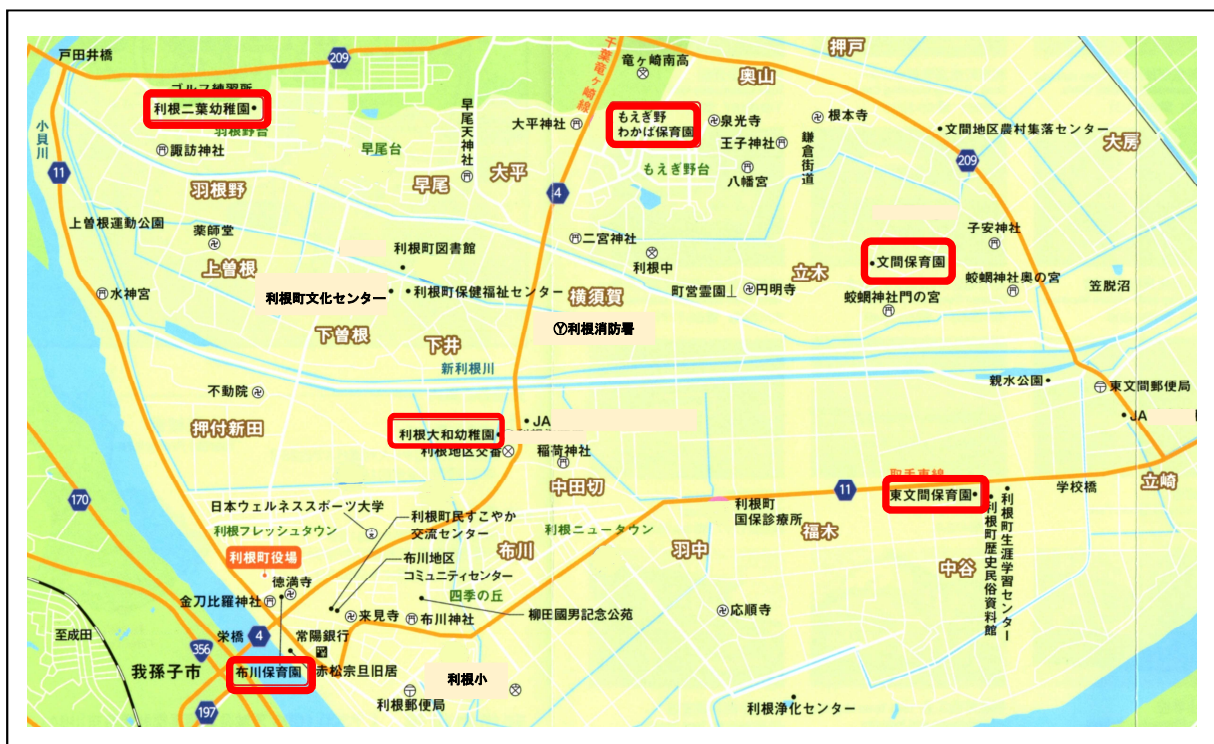 戸田井橋
209
千葉竜ヶ崎線
竜ヶ崎南高
押戸
奥山
利根二葉幼稚園
羽根野台
小貝川
11
諏訪神社
羽根野
早尾台
早尾天神社
早尾
大平神社
大平
4
もえぎ野
わかば保育園
泉光寺
王子神社
もえぎ野台
八幡宮
根本寺
鎌倉街道
文間地区農村集落センター
209
大房
上曽根運動公園
薬師堂
上曽根
水神宮
利根町図書館
利根町文化センター
利根町保健福祉センター
下曽根
下井
二宮神社
利根中
横須賀
Ⓨ利根消防署
町営霊園
円明寺
立木
文間保育園
子安神社
蛟蝄神社奥の宮
蛟蝄神社門の宮
笠脱沼
新利根川
不動院
押付新田
利根大和幼稚園
利根地区交番
JA
稲荷神社
中田切
親水公園
東文間郵便局
JA
取手東線
東文間保育園
学校橋
立崎
11
利根町
国保診療所
福木
羽中
利根町歴史民俗資料館
利根町生涯学習センター
中谷
170
日本ウェルネススポーツ大学
利根フレッシュタウン
利根町役場
利根町民すこやか
交流センター
布川地区
コミュニティセンター
布川
利根ニュータウン
四季の丘
徳満寺
金刀比羅神社
来見寺
布川神社
柳田國男記念公苑
応順寺
至成田
我孫子市
356
栄橋
4
常陽銀行
布川保育園
赤松宗旦旧居
197
利根郵便局
利根小
利根浄化センター